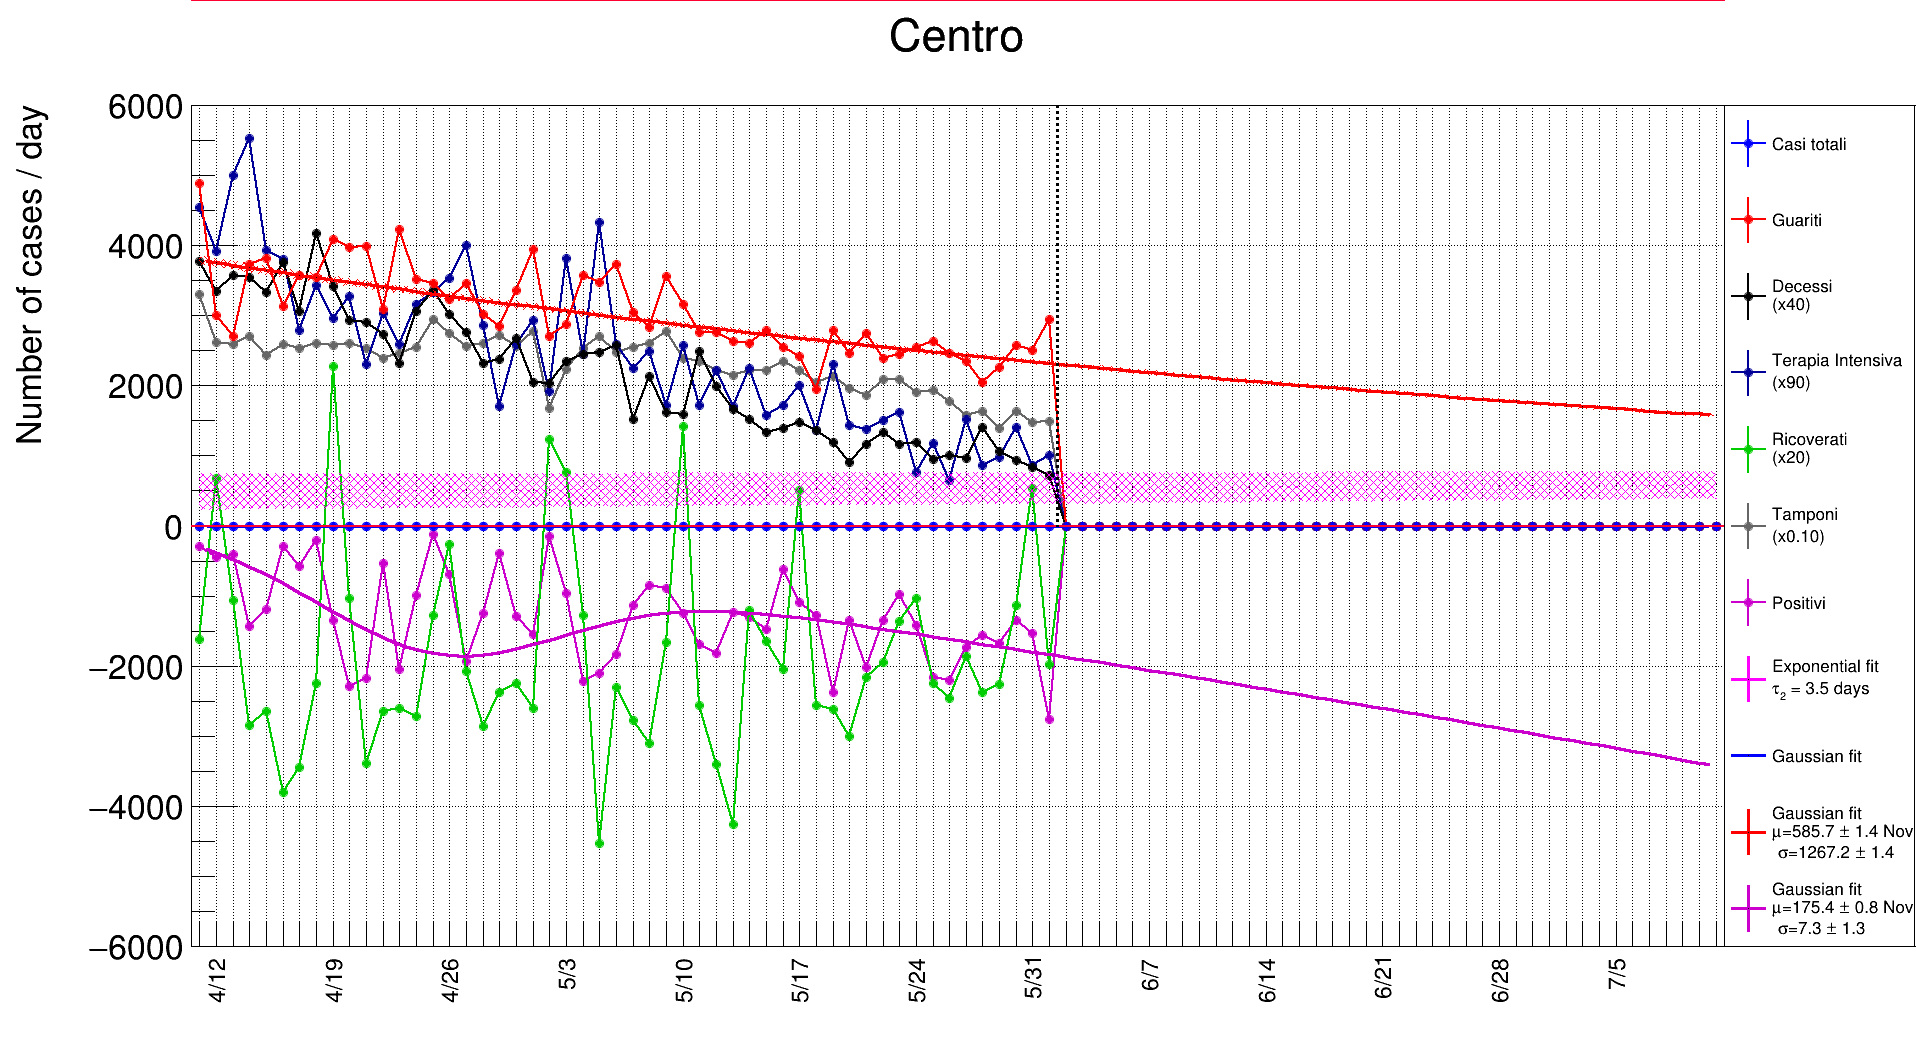 Centro
Number of cases / day
6000
4000
2000
0
−2000
−4000
−6000
4/12
4/19
4/26
5/3
5/10
5/17
5/24
5/31
6/7
6/14
6/21
6/28
7/5
Casi totali
Guariti
Decessi
(x40)
Terapia Intensiva
(x90)
Ricoverati
(x20)
Tamponi
(x0.10)
Positivi
Exponential fit
τ₂ = 3.5 days
Gaussian fit
Gaussian fit
μ=585.7 ± 1.4 Nov
σ=1267.2 ± 1.4
Gaussian fit
μ=175.4 ± 0.8 Nov
σ=7.3 ± 1.3